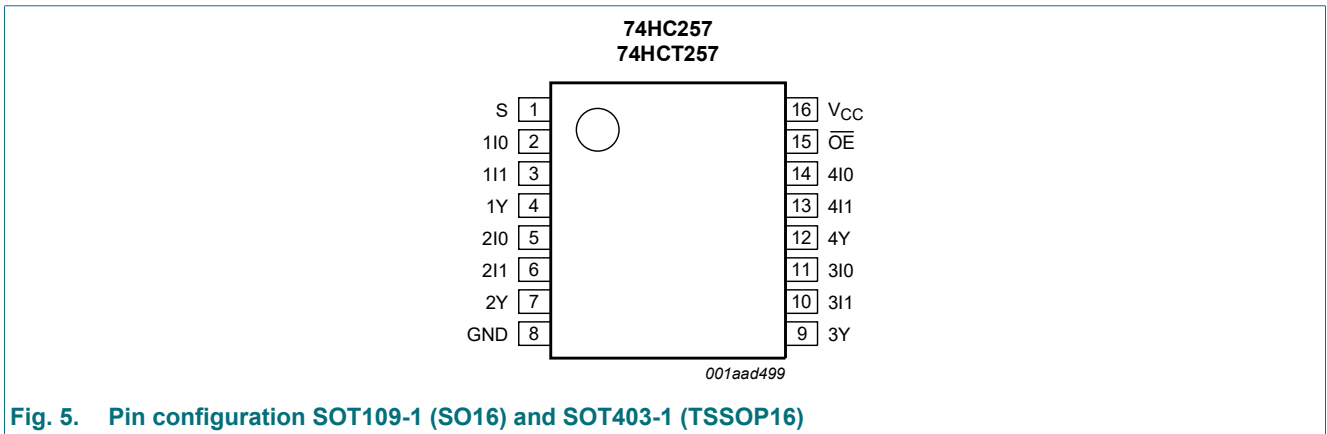 74HC257
74HCT257
S 1
1I0 2
1I1 3
1Y 4
2I0 5
2I1 6
2Y 7
GND 8
16 VCC
15 O̅E̅
14 4I0
13 4I1
12 4Y
11 3I0
10 3I1
9 3Y
001aad499
Fig. 5. Pin configuration SOT109-1 (SO16) and SOT403-1 (TSSOP16)